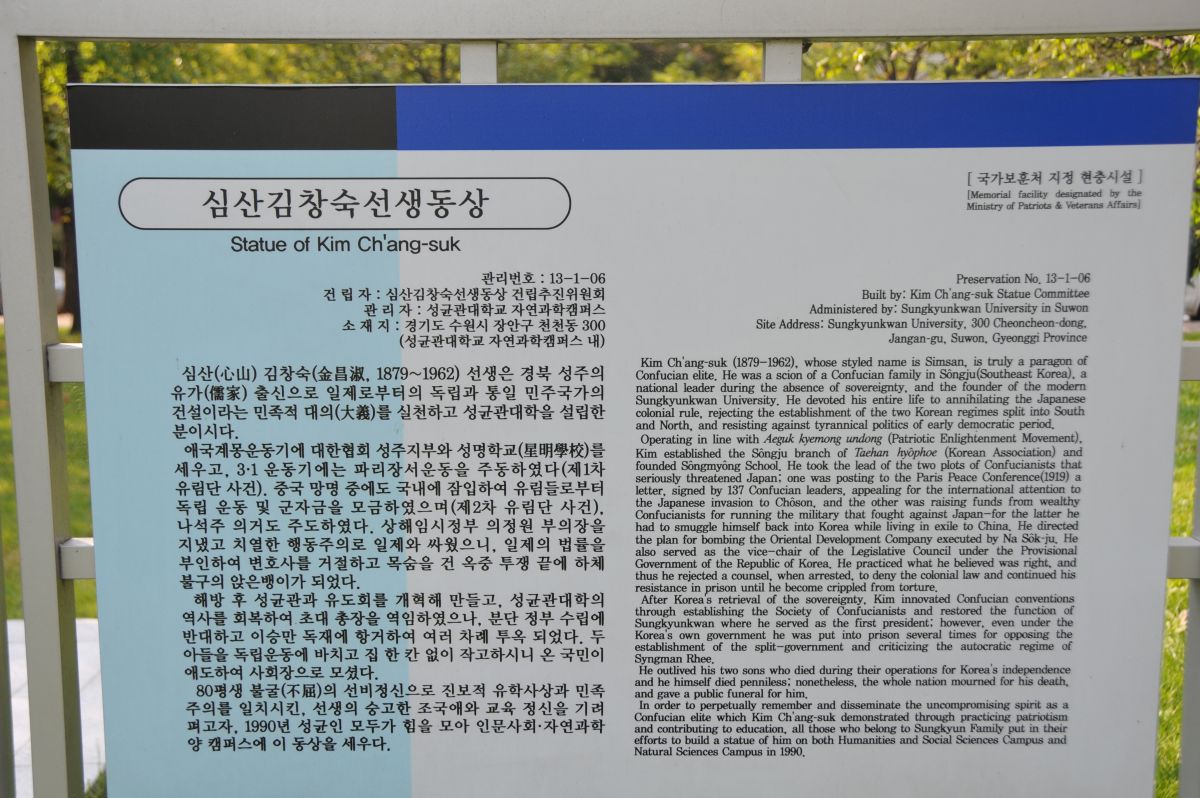 심산김창숙선생동상
Statue of Kim Ch'ang-suk
[ 국가보훈처 지정 현충시설 ]
[Memorial facility designated by the
Ministry of Patriots & Veterans Affairs]
관리번호 : 13-1-06
건 립 자 : 심산김창숙선생동상 건립추진위원회
관 리 자 : 성균관대학교 자연과학캠퍼스
소 재 지 : 경기도 수원시 장안구 천천동 300
(성균관대학교 자연과학캠퍼스 내)
심산(心山) 김창숙(金昌淑, 1879~1962) 선생은 경북 성주의
유가(儒家) 출신으로 일제로부터의 독립과 통일 민주국가의
건설이라는 민족적 대의(大義)를 실천하고 성균관대학을 설립한
분이시다.
애국계몽운동기에 대한협회 성주지부와 성명학교(星明學校)를
세우고, 3·1 운동기에는 파리장서운동을 주동하였다(제1차
유림단 사건). 중국 망명 중에도 국내에 잠입하여 유림들로부터
독립 운동 및 군자금을 모금하였으며(제2차 유림단 사건),
나석주 의거도 주도하였다. 상해임시정부 의정원 부의장을
지냈고 치열한 행동주의로 일제와 싸웠으니, 일제의 법률을
부인하여 변호사를 거절하고 목숨을 건 옥중 투쟁 끝에 하체
불구의 앉은뱅이가 되었다.
해방 후 성균관과 유도회를 개혁해 만들고, 성균관대학의
역사를 회복하여 초대 총장을 역임하였으나, 분단 정부 수립에
반대하고 이승만 독재에 항거하여 여러 차례 투옥 되었다. 두
아들을 독립운동에 바치고 집 한 칸 없이 작고하시니 온 국민이
애도하여 사회장으로 모셨다.
80평생 불굴(不屈)의 선비정신으로 진보적 유학사상과 민족
주의를 일치시킨, 선생의 숭고한 조국애와 교육 정신을 기려
펴고자, 1990년 성균인 모두가 힘을 모아 인문사회·자연과학
양 캠퍼스에 이 동상을 세우다.
Preservation No. 13-1-06
Built by: Kim Ch'ang-suk Statue Committee
Administered by: Sungkyunkwan University in Suwon
Site Address: Sungkyunkwan University, 300 Cheoncheon-dong,
Jangan-gu, Suwon, Gyeonggi Province
Kim Ch'ang-suk (1879-1962), whose styled name is Simsan, is truly a paragon of
Confucian elite. He was a scion of a Confucian family in Sŏngju(Southeast Korea), a
national leader during the absence of sovereignty, and the founder of the modern
Sungkyunkwan University. He devoted his entire life to annihilating the Japanese
colonial rule, rejecting the establishment of the two Korean regimes split into South
and North, and resisting against tyrannical politics of early democratic period.
Operating in line with Aeguk kyemong undong (Patriotic Enlightenment Movement),
Kim established the Sŏngju branch of Taehan hyŏphoe (Korean Association) and
founded Sŏngmyŏng School. He took the lead of the two plots of Confucianists that
seriously threatened Japan; one was posting to the Paris Peace Conference(1919) a
letter, signed by 137 Confucian leaders, appealing for the international attention to
the Japanese invasion to Chŏson, and the other was raising funds from wealthy
Confucianists for running the military that fought against Japan-for the latter he
had to smuggle himself back into Korea while living in exile to China. He directed
the plan for bombing the Oriental Development Company executed by Na Sŏk-ju. He
also served as the vice-chair of the Legislative Council under the Provisional
Government of the Republic of Korea. He practiced what he believed was right, and
thus he rejected a counsel, when arrested, to deny the colonial law and continued his
resistance in prison until he become crippled from torture.
After Korea's retrieval of the sovereignty, Kim innovated Confucian conventions
through establishing the Society of Confucianists and restored the function of
Sungkyunkwan where he served as the first president; however, even under the
Korea's own government he was put into prison several times for opposing the
establishment of the split-government and criticizing the autocratic regime of
Syngman Rhee.
He outlived his two sons who died during their operations for Korea's independence
and he himself died penniless; nonetheless, the whole nation mourned for his death,
and gave a public funeral for him.
In order to perpetually remember and disseminate the uncompromising spirit as a
Confucian elite which Kim Ch'ang-suk demonstrated through practicing patriotism
and contributing to education, all those who belong to Sungkyun Family put in their
efforts to build a statue of him on both Humanities and Social Sciences Campus and
Natural Sciences Campus in 1990.